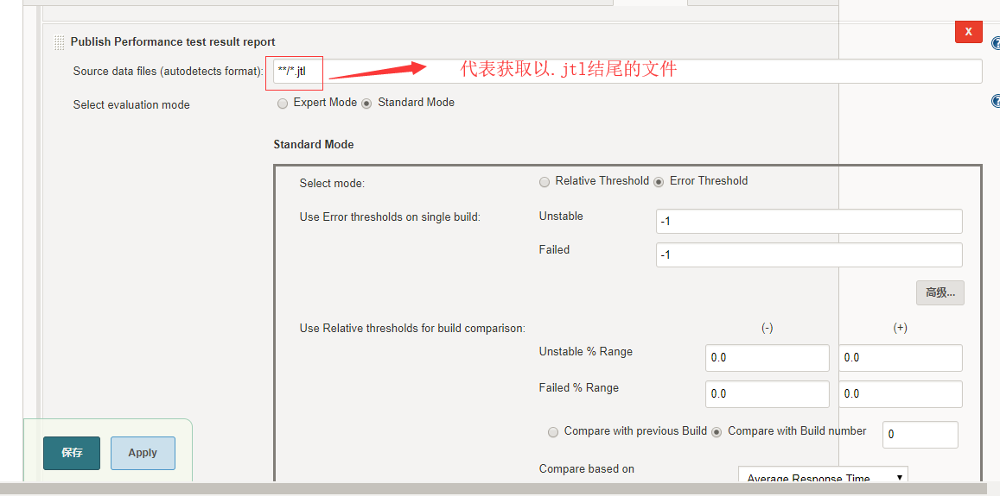 Publish Performance test result report
X
Source data files (autodetects format):
**/*.jtl
代表获取以.jtl结尾的文件
Select evaluation mode
Expert Mode
Standard Mode
Standard Mode
Select mode:
Relative Threshold
Error Threshold
Use Error thresholds on single build:
Unstable
-1
Failed
-1
高级...
Use Relative thresholds for build comparison:
(-)
(+)
Unstable % Range
0.0
0.0
Failed % Range
0.0
0.0
Compare with previous Build
Compare with Build number
0
保存
Apply
Compare based on
Average Response Time